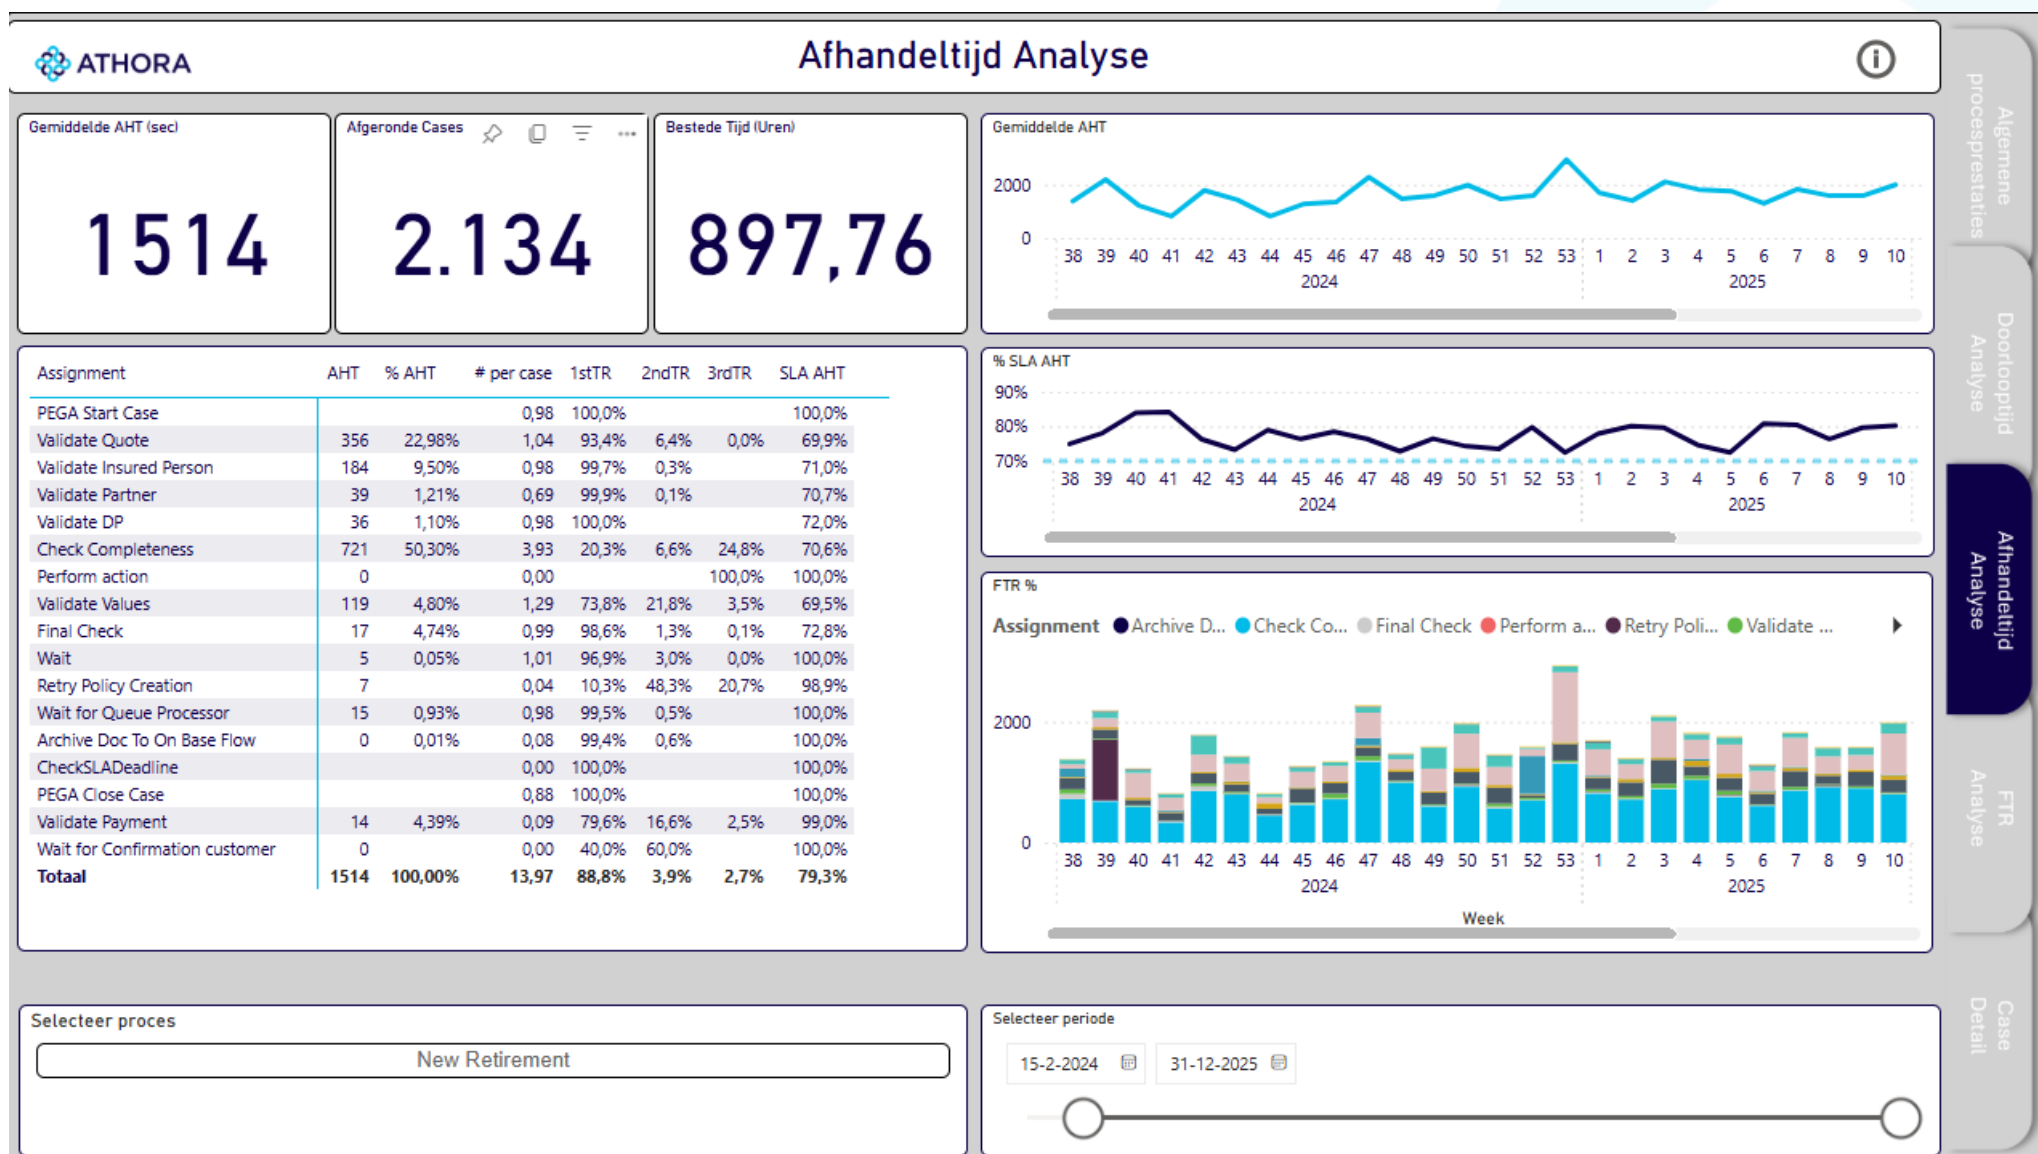 ATHORA
Afhandeltijd Analyse
Gemiddelde AHT (sec)
1514
Afgeronde Cases
2.134
Bestede Tijd (Uren)
897,76
Assignment AHT % AHT # per case 1stTR 2ndTR 3rdTR SLA AHT
PEGA Start Case 0,98 100,0% 100,0%
Validate Quote 356 22,98% 1,04 93,4% 6,4% 0,0% 69,9%
Validate Insured Person 184 9,50% 0,98 99,7% 0,3% 71,0%
Validate Partner 39 1,21% 0,69 99,9% 0,1% 70,7%
Validate DP 36 1,10% 0,98 100,0% 72,0%
Check Completeness 721 50,30% 3,93 20,3% 6,6% 24,8% 70,6%
Perform action 0 0,00 100,0% 100,0%
Validate Values 119 4,80% 1,29 73,8% 21,8% 3,5% 69,5%
Final Check 17 4,74% 0,99 98,6% 1,3% 0,1% 72,8%
Wait 5 0,05% 1,01 96,9% 3,0% 0,0% 100,0%
Retry Policy Creation 7 0,04 10,3% 48,3% 20,7% 98,9%
Wait for Queue Processor 15 0,93% 0,98 99,5% 0,5% 100,0%
Archive Doc To On Base Flow 0 0,01% 0,08 99,4% 0,6% 100,0%
CheckSLADeadline 0,00 100,0% 100,0%
PEGA Close Case 0,88 100,0% 100,0%
Validate Payment 14 4,39% 0,09 79,6% 16,6% 2,5% 99,0%
Wait for Confirmation customer 0 0,00 40,0% 60,0% 100,0%
Totaal 1514 100,00% 13,97 88,8% 3,9% 2,7% 79,3%
Gemiddelde AHT
2000
0
38 39 40 41 42 43 44 45 46 47 48 49 50 51 52 53 1 2 3 4 5 6 7 8 9 10
2024 2025
% SLA AHT
90%
80%
70%
38 39 40 41 42 43 44 45 46 47 48 49 50 51 52 53 1 2 3 4 5 6 7 8 9 10
2024 2025
FTR %
Assignment Archive D... Check Co... Final Check Perform a... Retry Poli... Validate ...
2000
0
38 39 40 41 42 43 44 45 46 47 48 49 50 51 52 53 1 2 3 4 5 6 7 8 9 10
2024 2025
Week
Selecteer proces
New Retirement
Selecteer periode
15-2-2024 31-12-2025
Algemene
procesprestaties
Doorlooptijd
Analyse
Afhandeltijd
Analyse
FTR
Analyse
Case
Detail